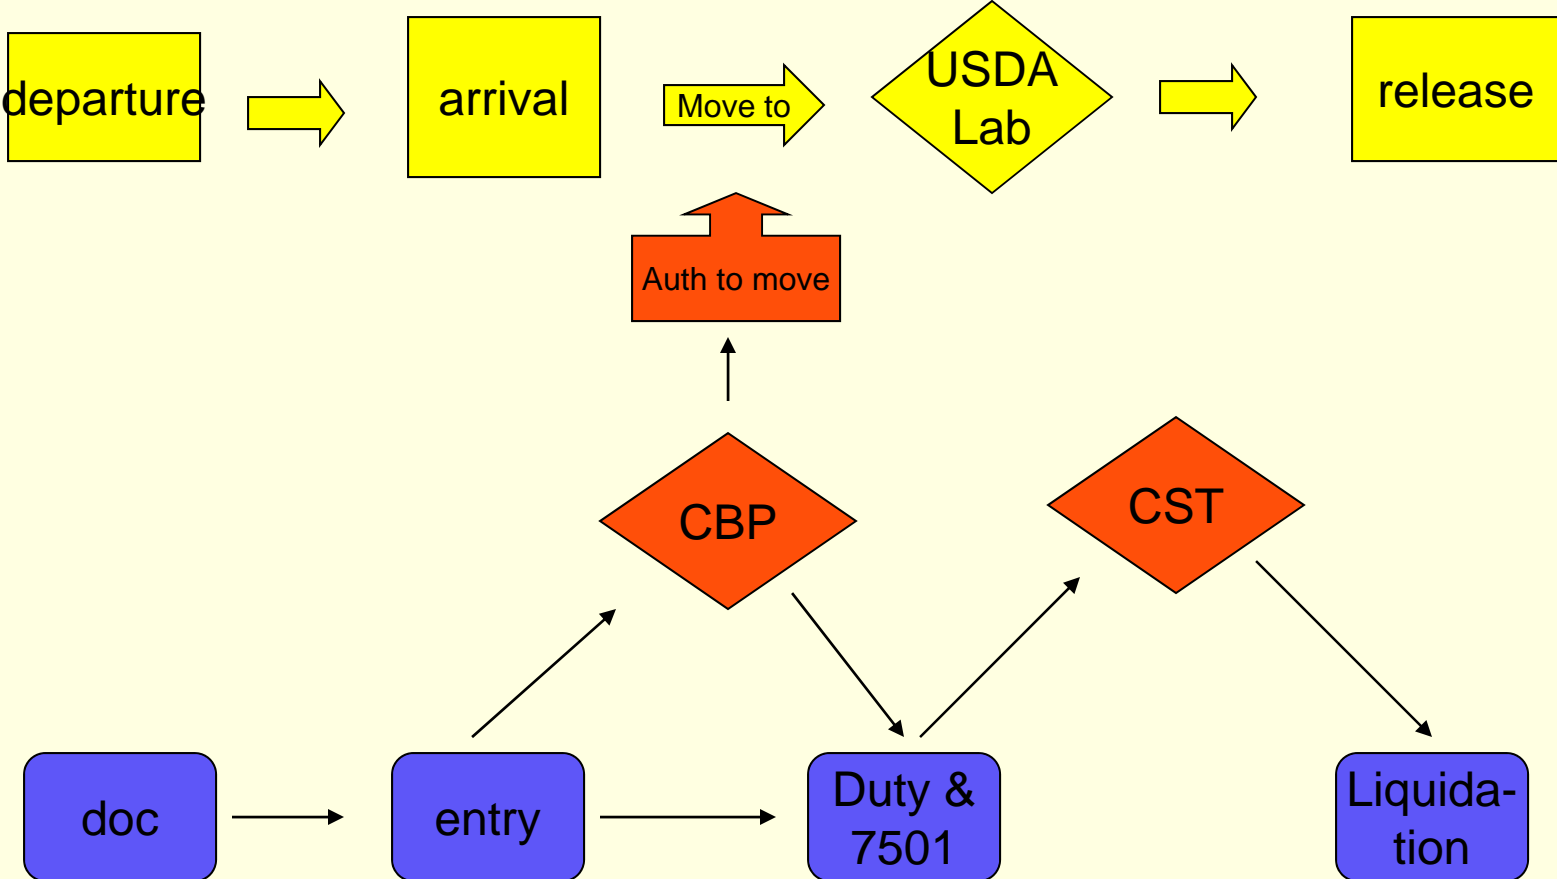 departure
arrival
Move to
USDA
Lab
release
Auth to move
CBP
CST
doc
entry
Duty &
7501
Liquida-
tion